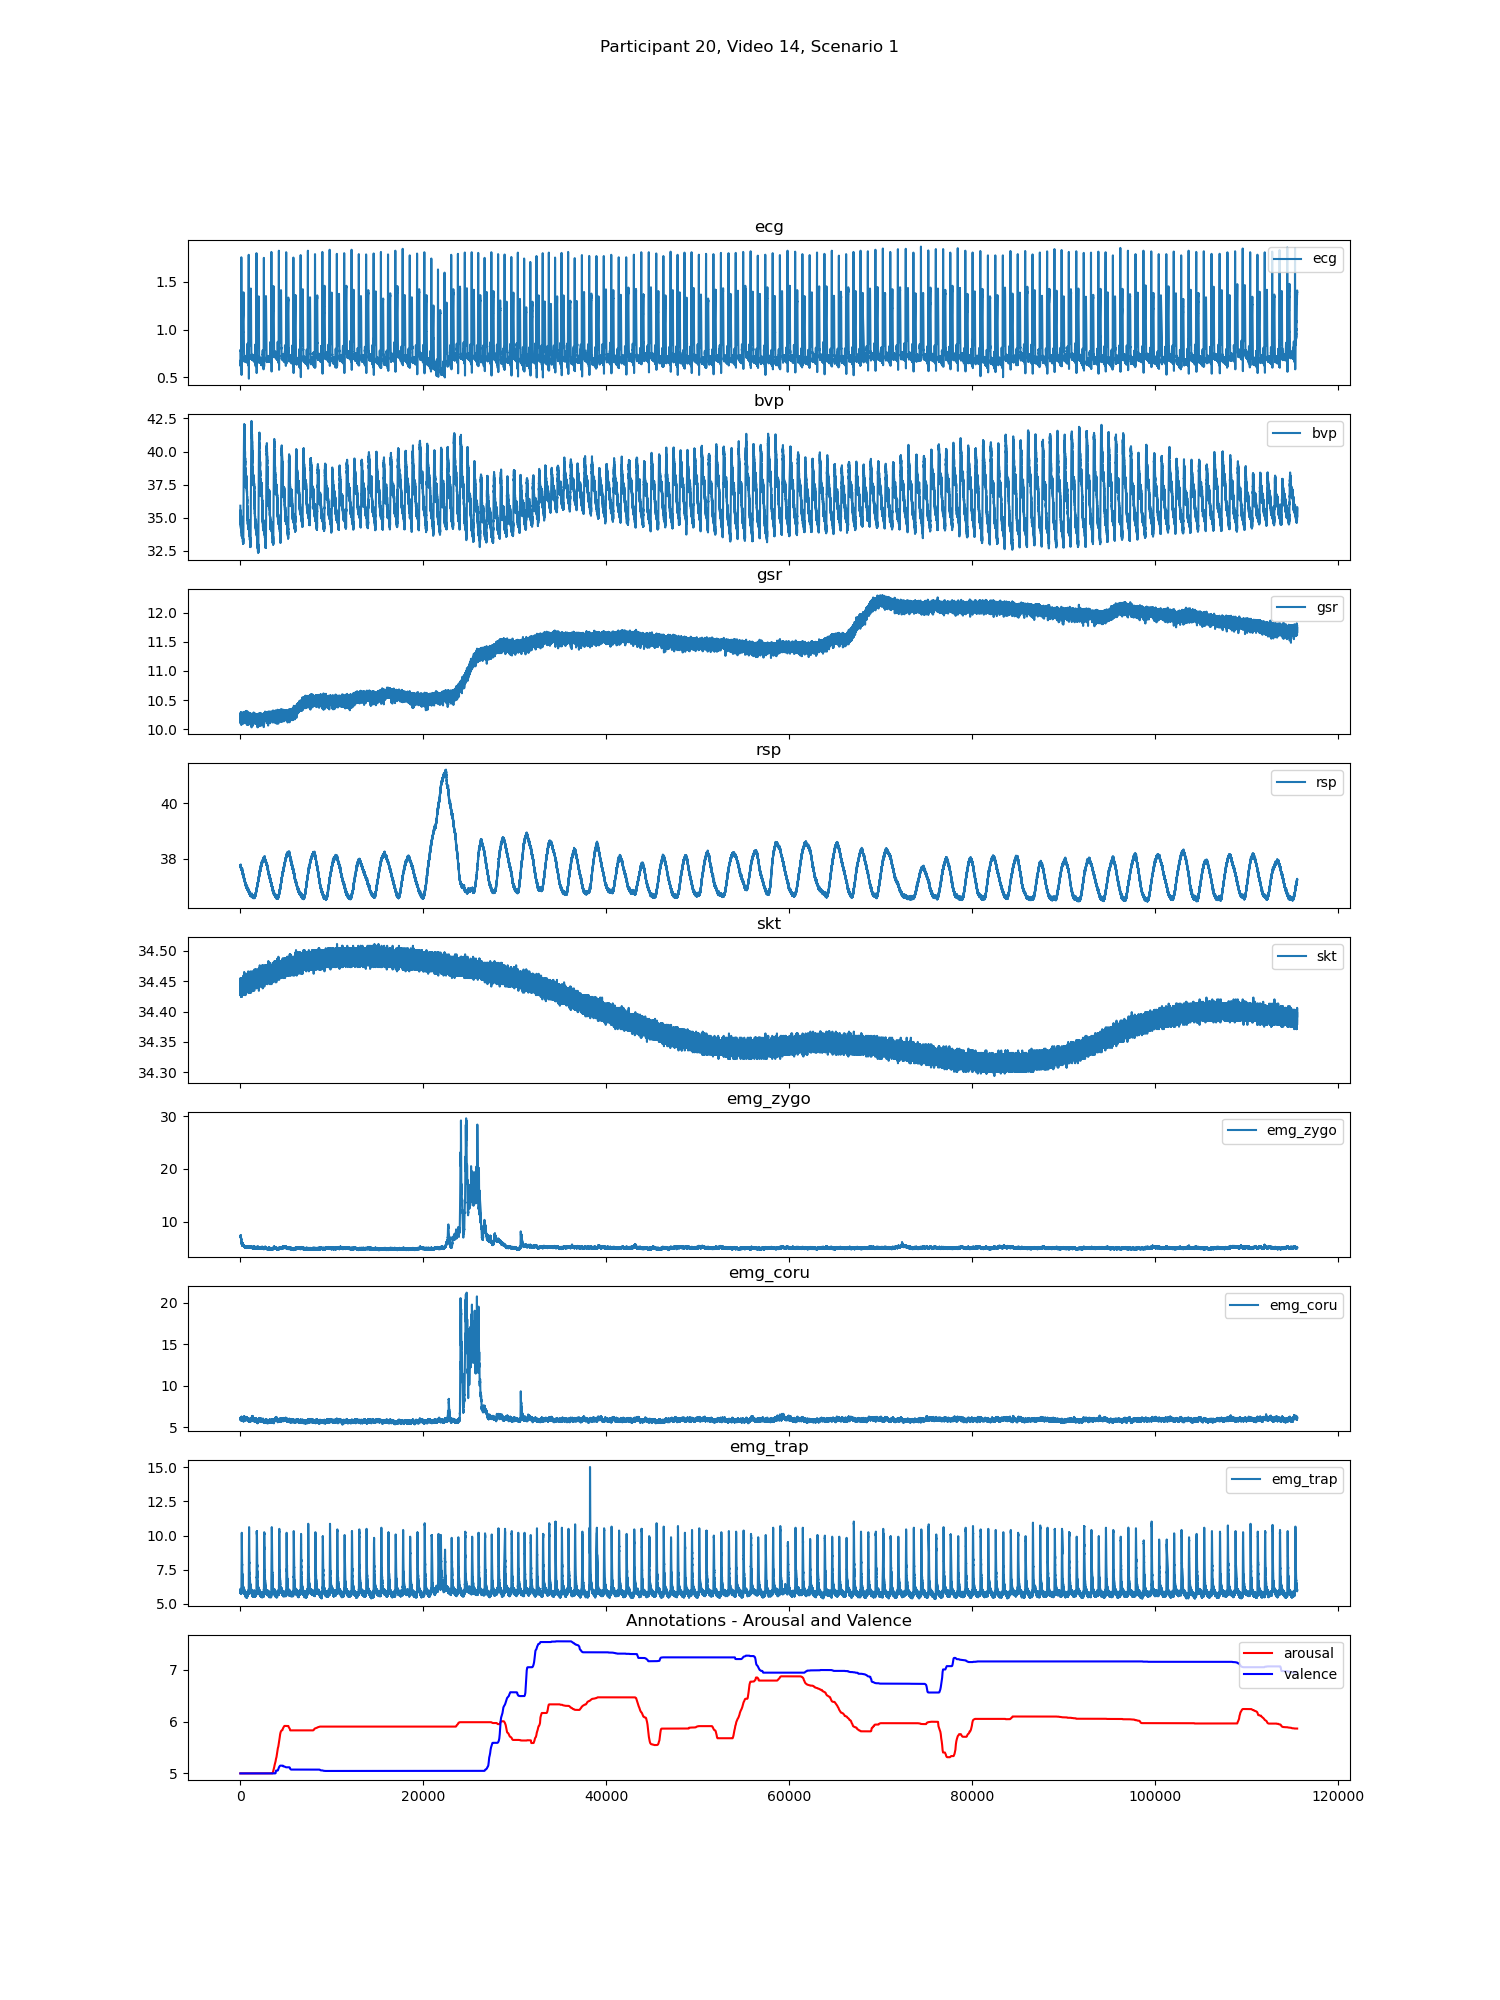 Participant 20, Video 14, Scenario 1
ecg
ecg
1.5
1.0
0.5
bvp
bvp
42.5
40.0
37.5
35.0
32.5
gsr
gsr
12.0
11.5
11.0
10.5
10.0
rsp
rsp
40
38
skt
skt
34.50
34.45
34.40
34.35
34.30
emg_zygo
emg_zygo
30
20
10
emg_coru
emg_coru
20
15
10
5
emg_trap
emg_trap
15.0
12.5
10.0
7.5
5.0
Annotations - Arousal and Valence
arousal
valence
7
6
5
0 20000 40000 60000 80000 100000 120000